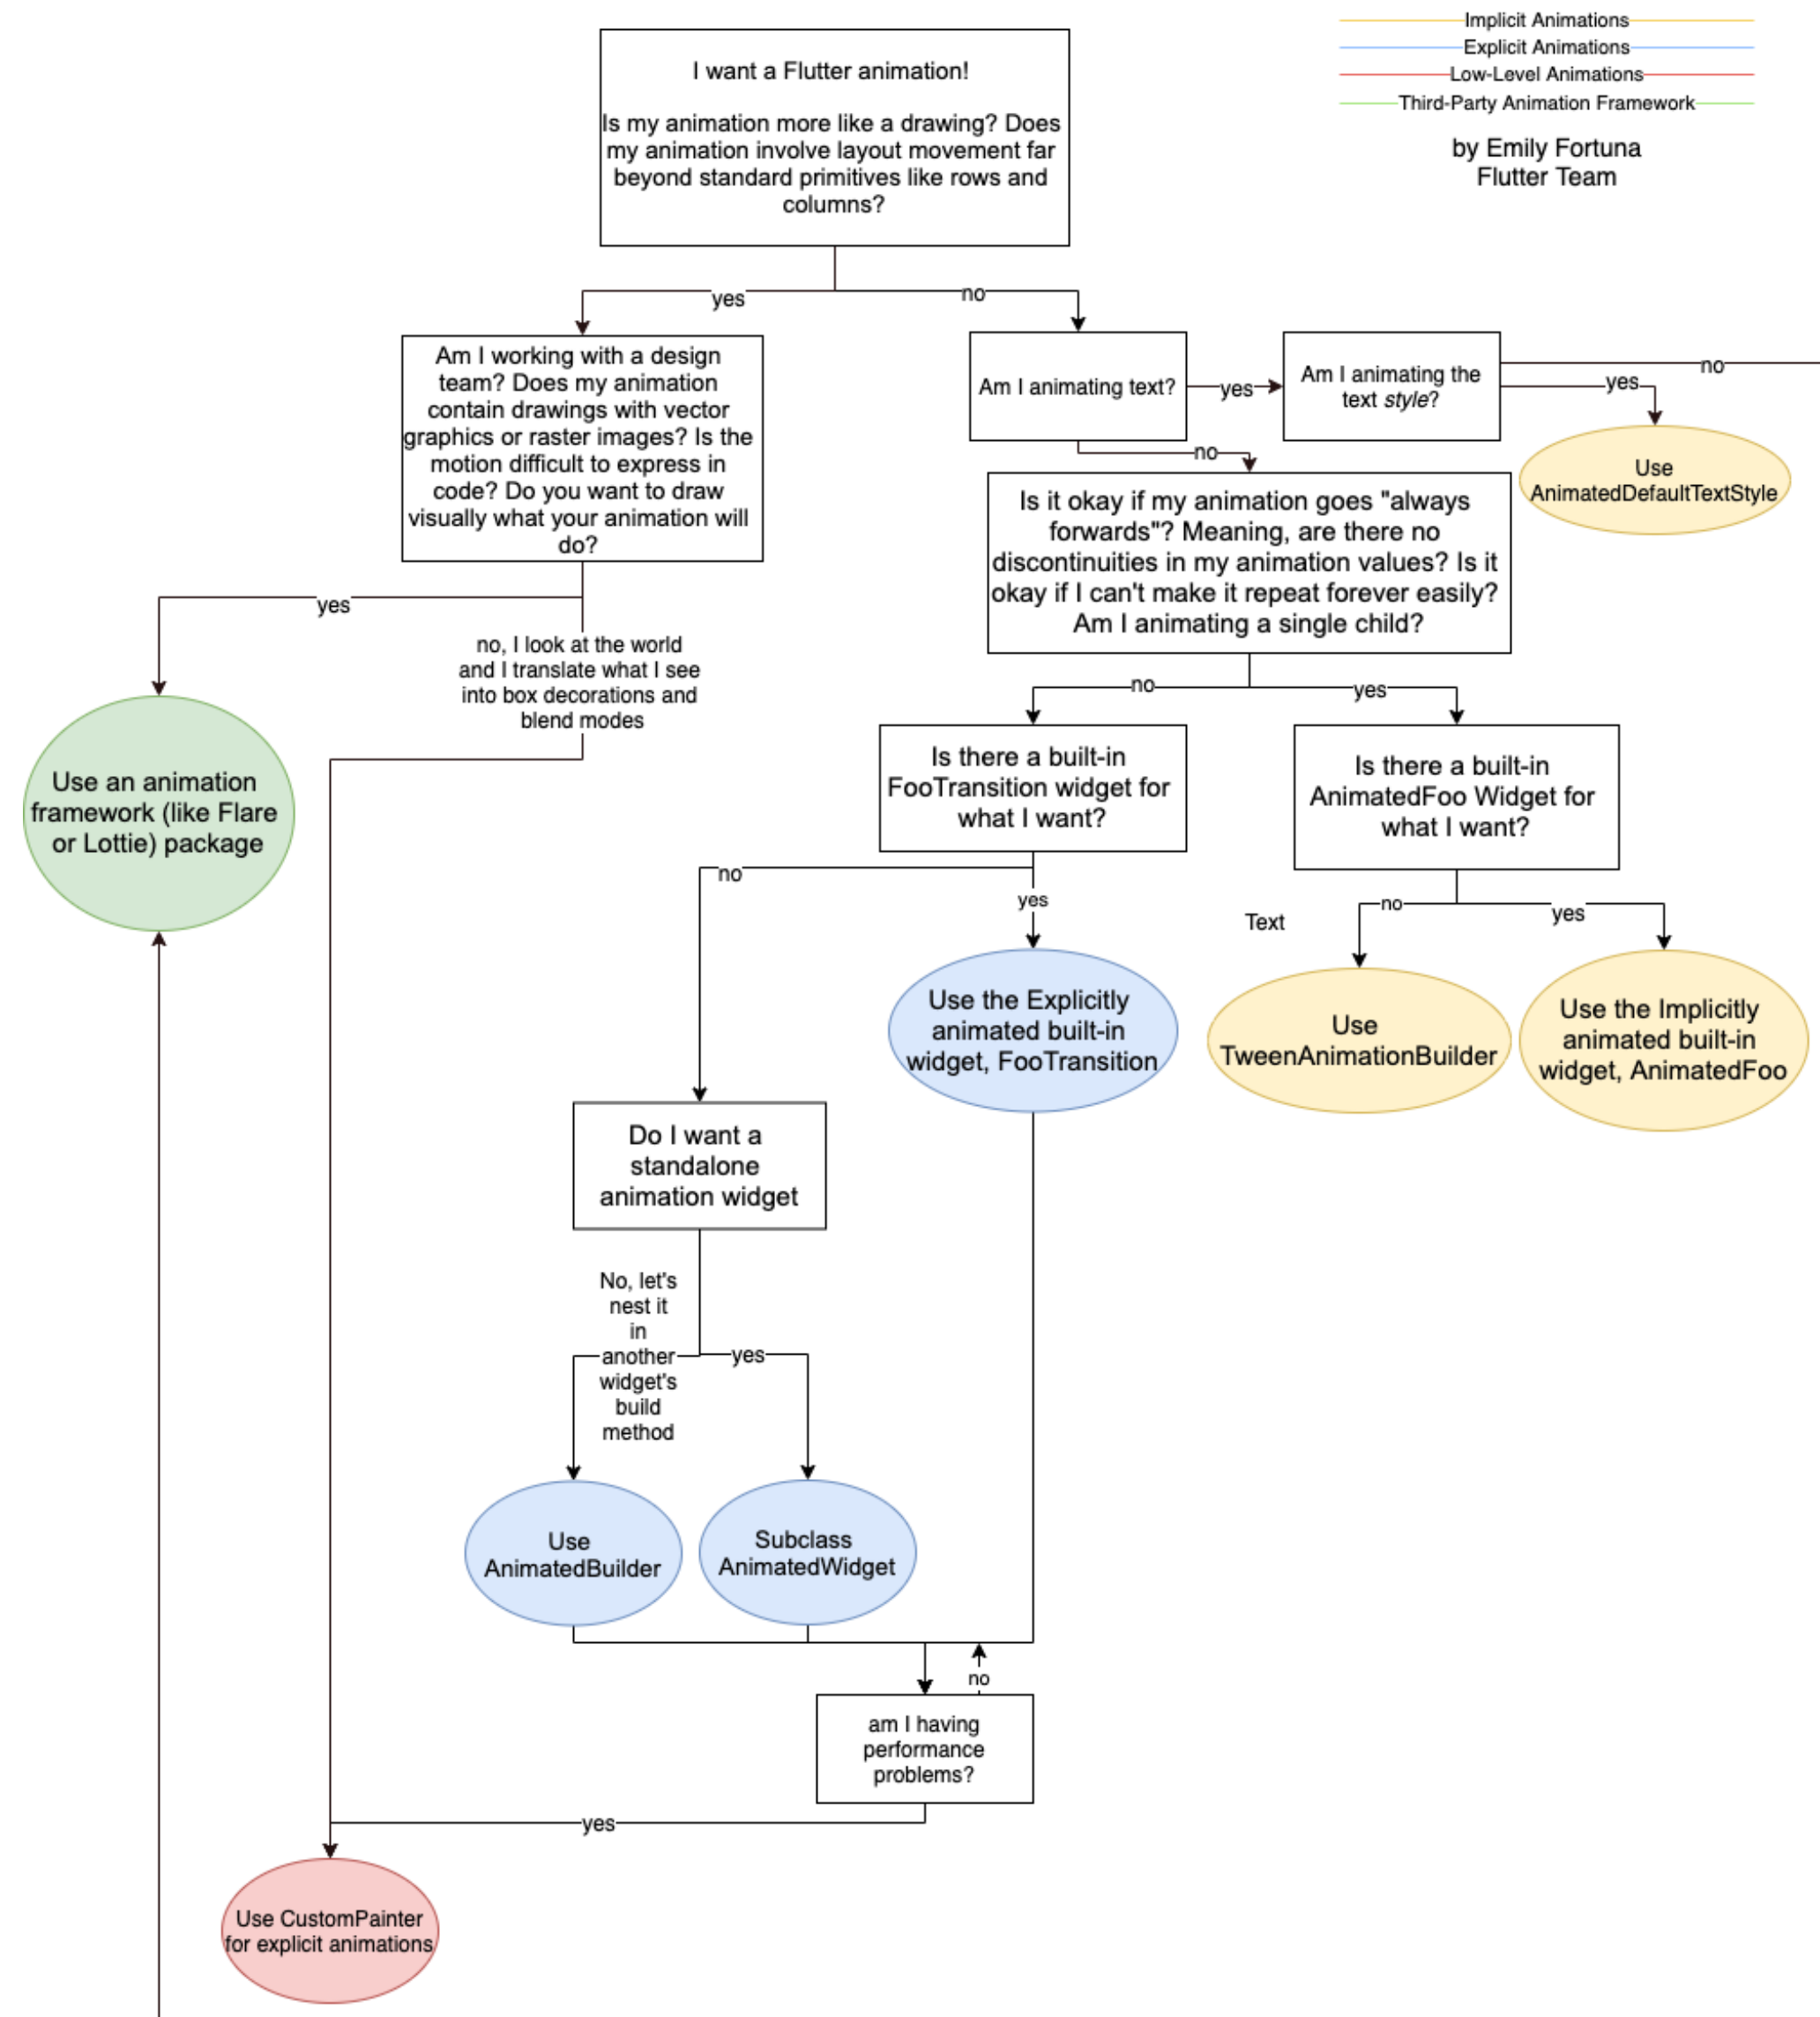 Implicit Animations
Explicit Animations
Low-Level Animations
Third-Party Animation Framework
by Emily Fortuna
Flutter Team
I want a Flutter animation!
Is my animation more like a drawing? Does
my animation involve layout movement far
beyond standard primitives like rows and
columns?
yes
no
Am I working with a design
team? Does my animation
contain drawings with vector
graphics or raster images? Is the
motion difficult to express in
code? Do you want to draw
visually what your animation will
do?
Am I animating text?
yes
Am I animating the
text style?
no
yes
Use
AnimatedDefaultTextStyle
no
Is it okay if my animation goes "always
forwards"? Meaning, are there no
discontinuities in my animation values? Is it
okay if I can't make it repeat forever easily?
Am I animating a single child?
yes
no, I look at the world
and I translate what I see
into box decorations and
blend modes
no
yes
Use an animation
framework (like Flare
or Lottie) package
Is there a built-in
FooTransition widget for
what I want?
Is there a built-in
AnimatedFoo Widget for
what I want?
no
yes
Text
no
yes
Use the Explicitly
animated built-in
widget, FooTransition
Use
TweenAnimationBuilder
Use the Implicitly
animated built-in
widget, AnimatedFoo
Do I want a
standalone
animation widget
No, let's
nest it
in
another
widget's
build
method
yes
Use
AnimatedBuilder
Subclass
AnimatedWidget
no
am I having
performance
problems?
yes
Use CustomPainter
for explicit animations